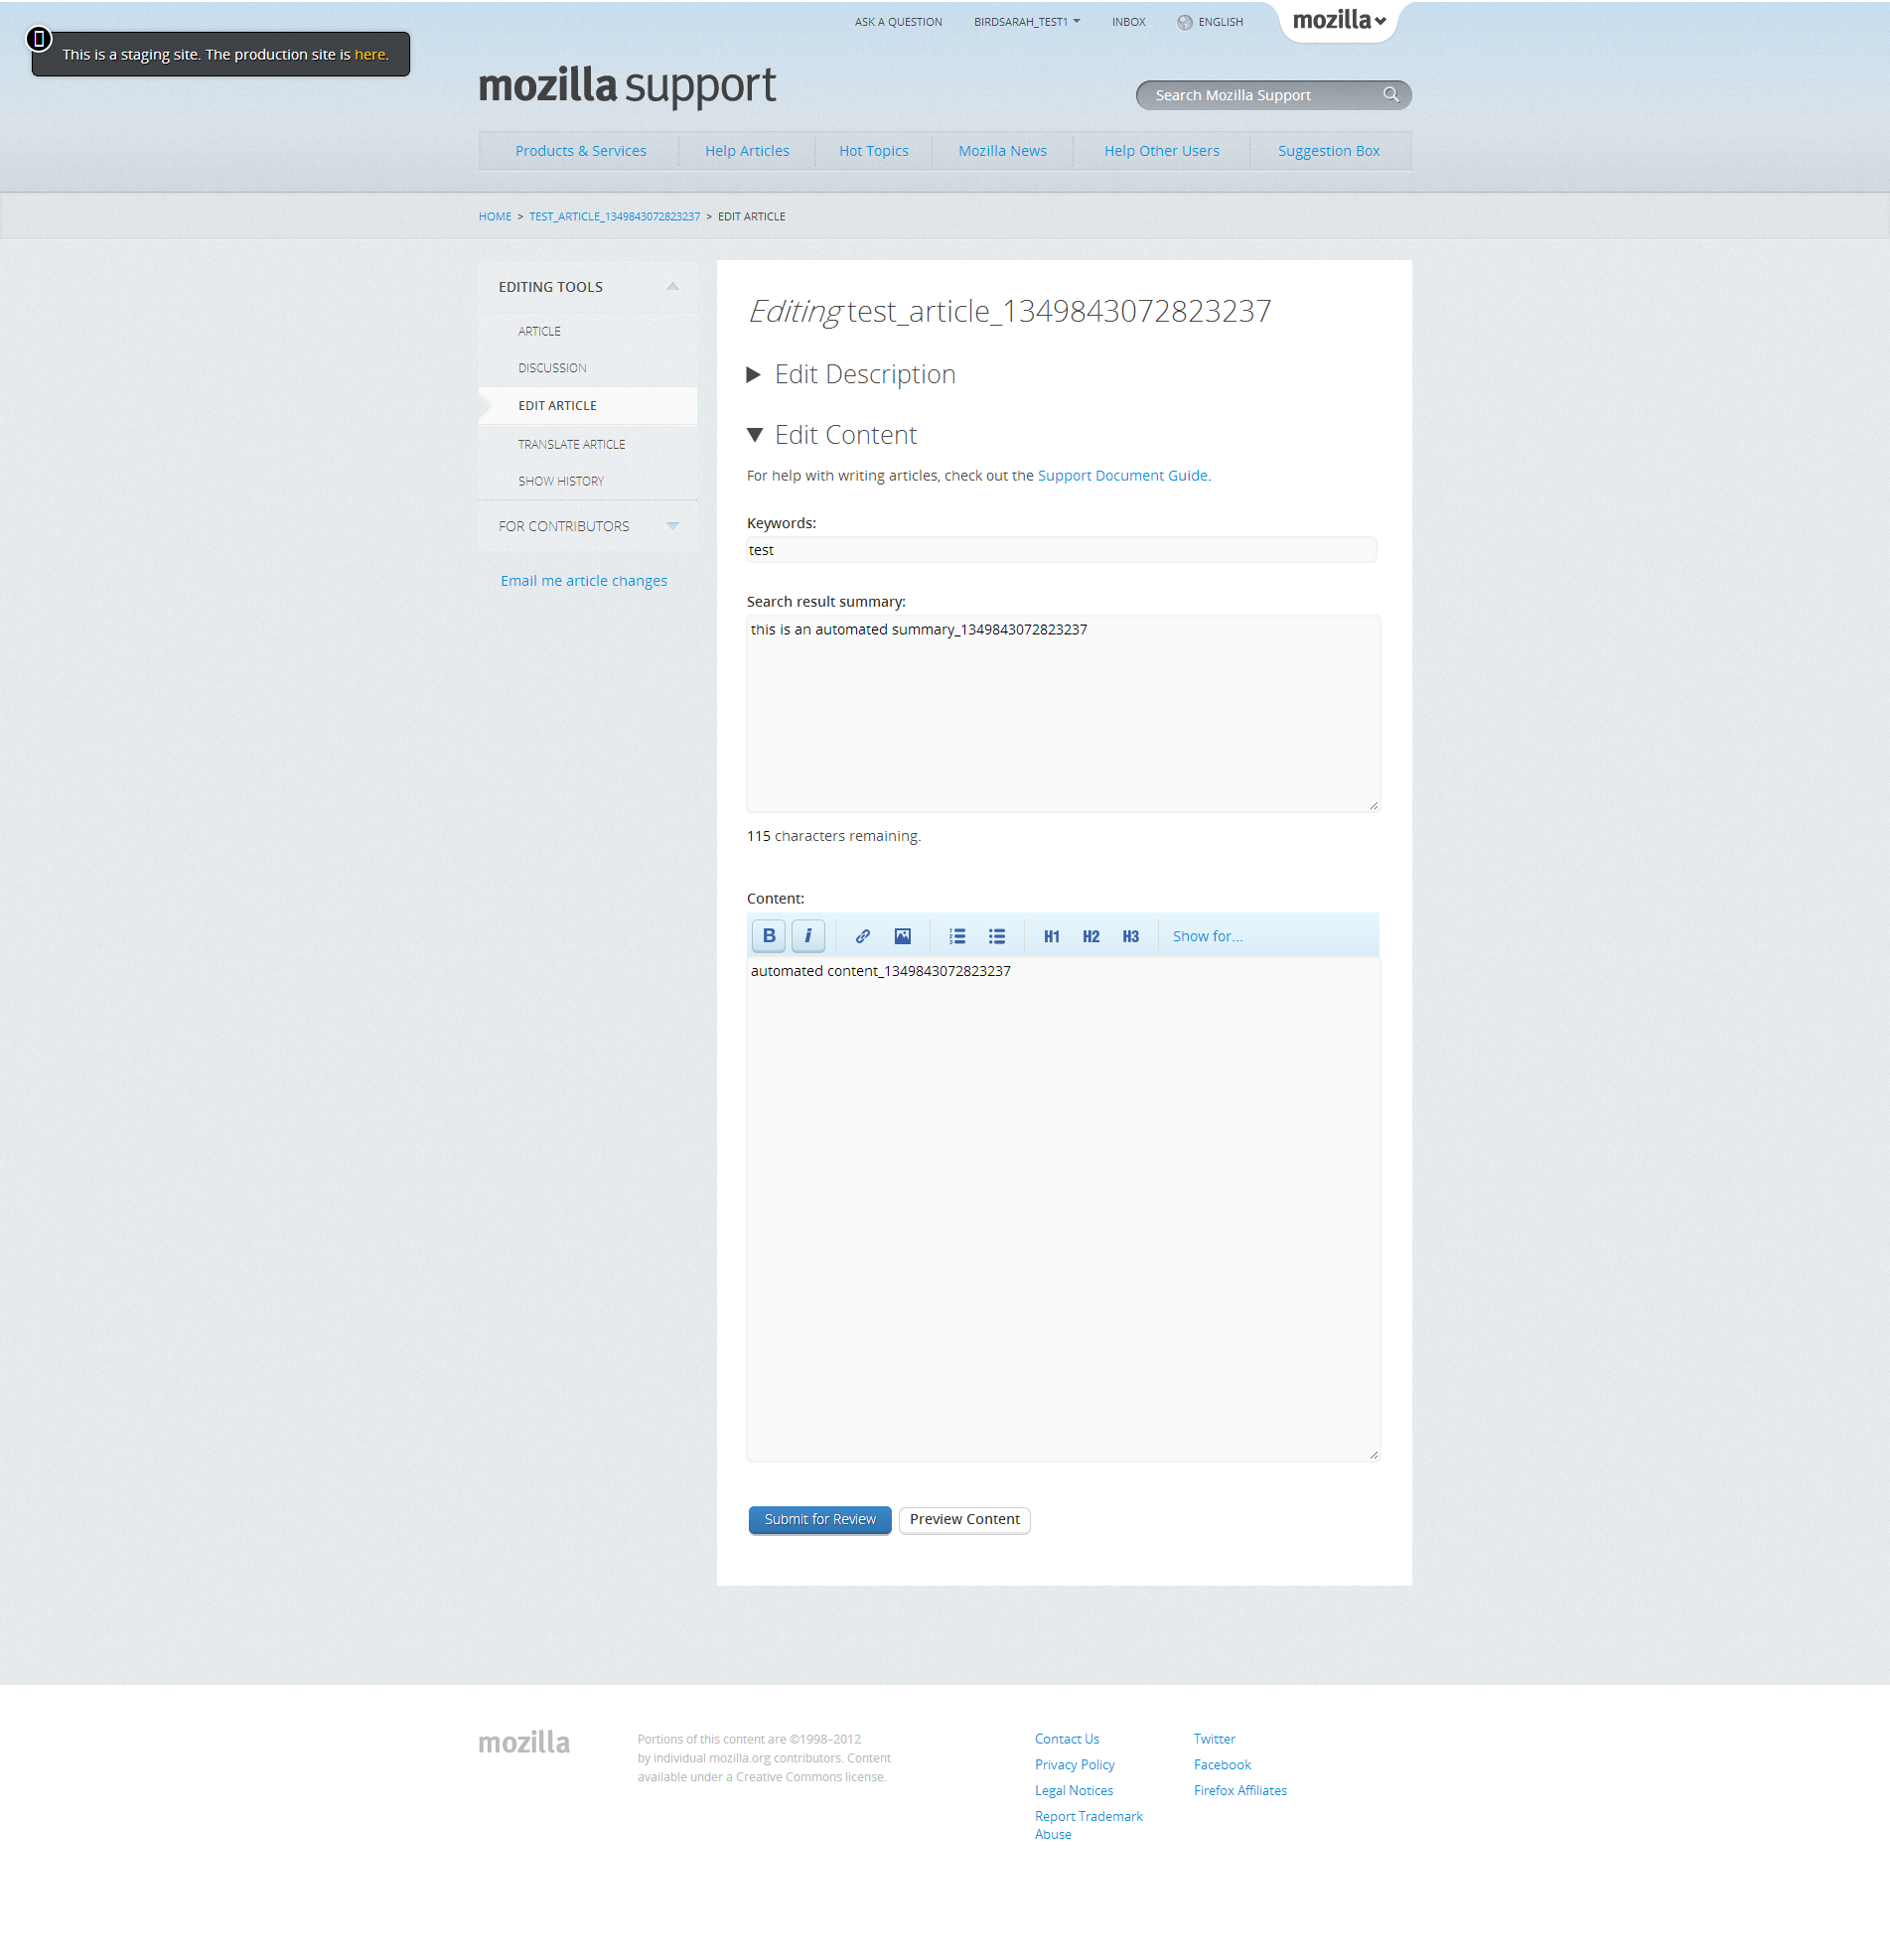 ASK A QUESTION BIRDSARAH_TEST1 INBOX ENGLISH mozilla
This is a staging site. The production site is here.
mozilla support
Search Mozilla Support
Products & Services Help Articles Hot Topics Mozilla News Help Other Users Suggestion Box
HOME > TEST_ARTICLE_1349843072823237 > EDIT ARTICLE
EDITING TOOLS
ARTICLE
DISCUSSION
EDIT ARTICLE
TRANSLATE ARTICLE
SHOW HISTORY
FOR CONTRIBUTORS
Email me article changes
Editing test_article_1349843072823237
Edit Description
Edit Content
For help with writing articles, check out the Support Document Guide.
Keywords:
test
Search result summary:
this is an automated summary_1349843072823237
115 characters remaining.
Content:
B i H1 H2 H3 Show for...
automated content_1349843072823237
Submit for Review Preview Content
mozilla
Portions of this content are ©1998–2012
by individual mozilla.org contributors. Content
available under a Creative Commons license.
Contact Us
Privacy Policy
Legal Notices
Report Trademark
Abuse
Twitter
Facebook
Firefox Affiliates